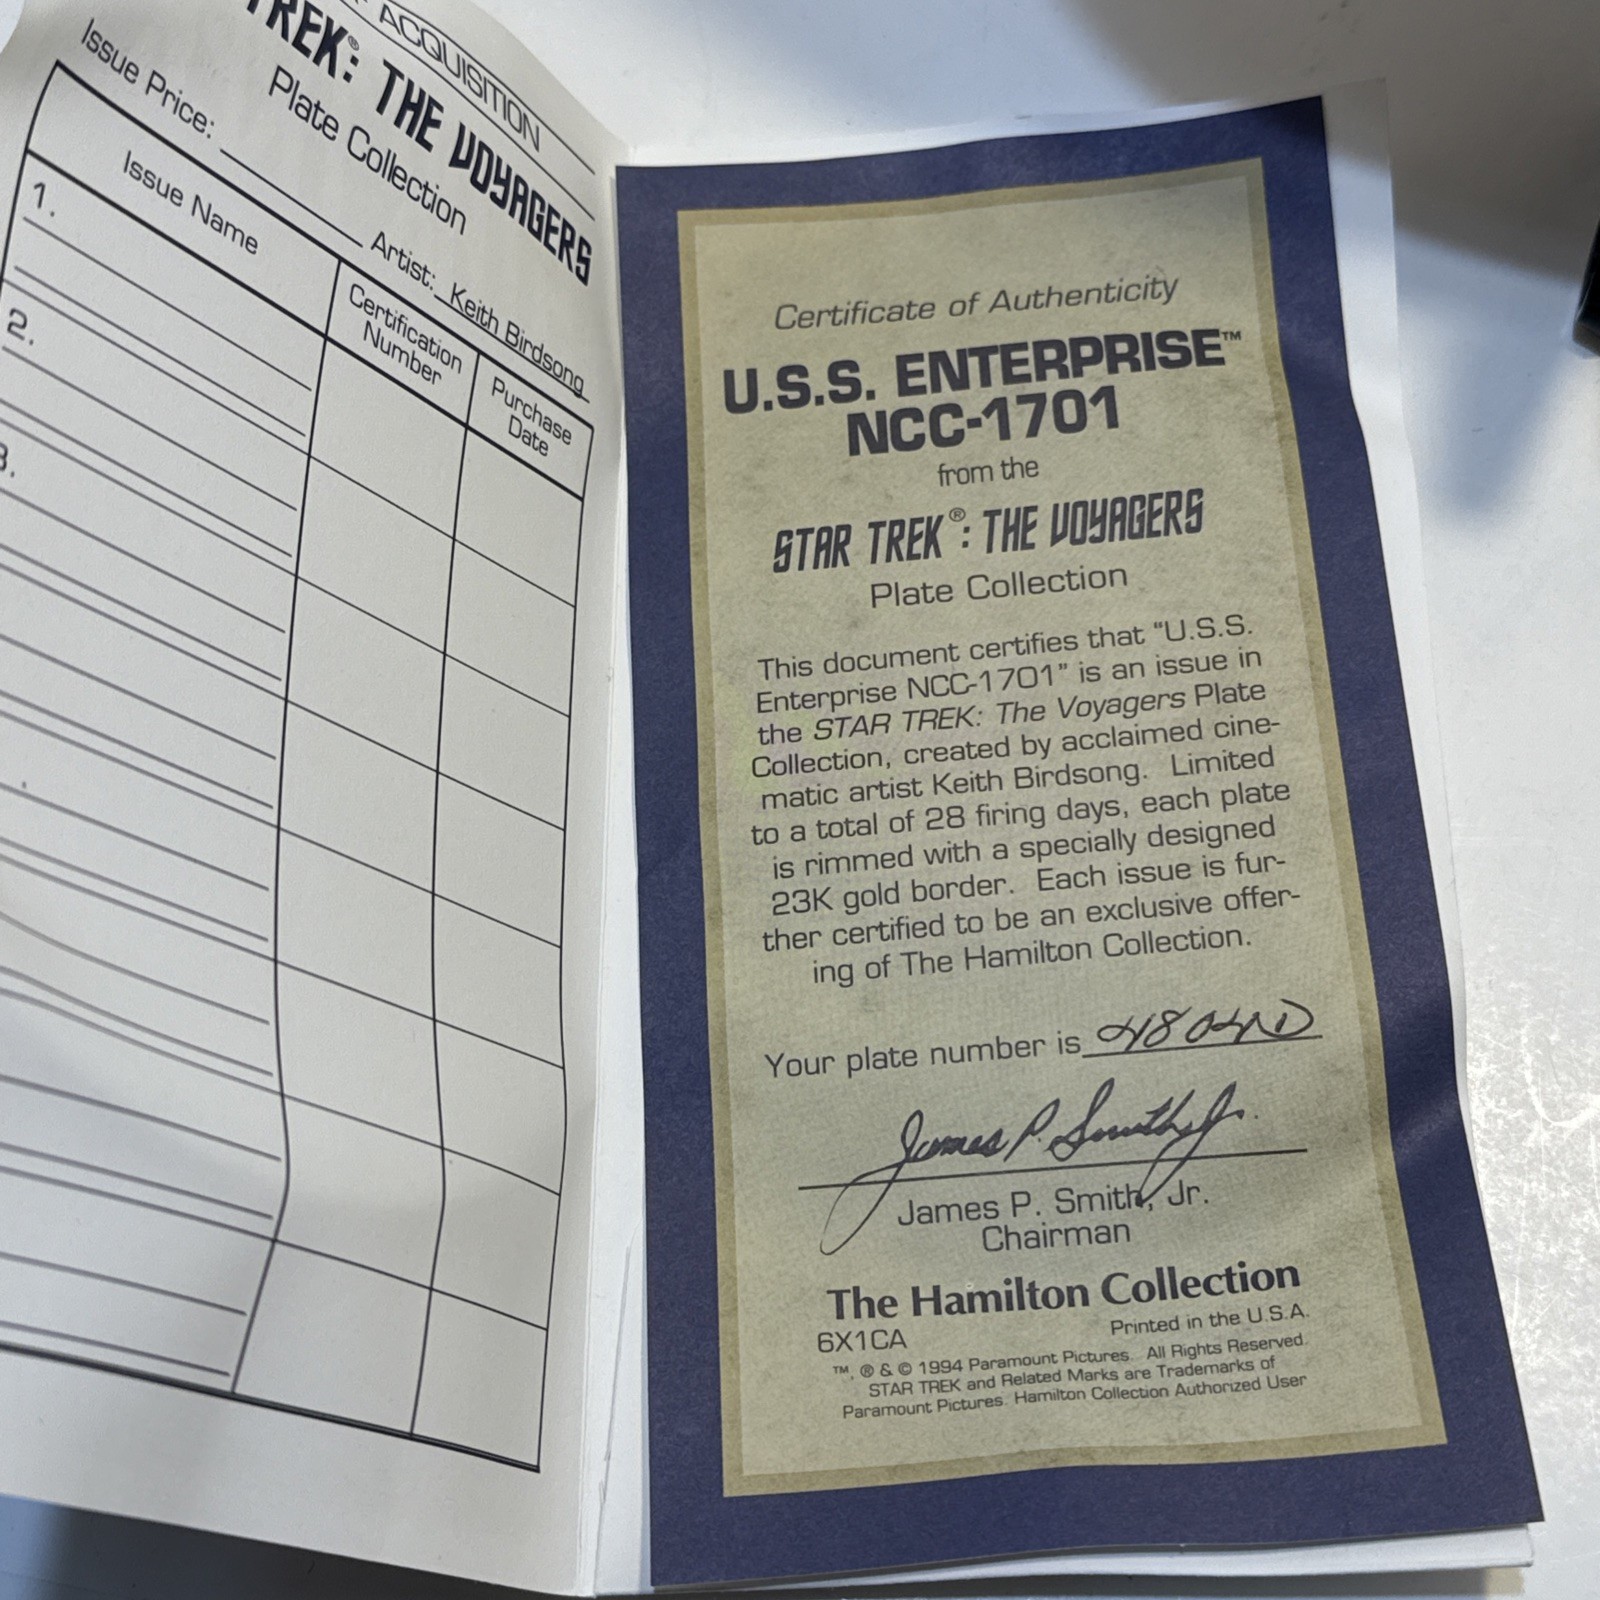 ACQUISITION
TREK®: THE VOYAGERS
Plate Collection
Issue Price:
Artist: Keith Birdsong
Issue Name
Certification
Number
Purchase
Date
1.
2.
3.
Certificate of Authenticity
U.S.S. ENTERPRISE™
NCC-1701
from the
STAR TREK®: THE VOYAGERS
Plate Collection
This document certifies that “U.S.S.
Enterprise NCC-1701” is an issue in
the STAR TREK: The Voyagers Plate
Collection, created by acclaimed cine-
matic artist Keith Birdsong. Limited
to a total of 28 firing days, each plate
is rimmed with a specially designed
23K gold border. Each issue is fur-
ther certified to be an exclusive offer-
ing of The Hamilton Collection.
Your plate number is
James P. Smith, Jr.
James P. Smith, Jr.
Chairman
The Hamilton Collection
6X1CA
Printed in the U.S.A.
™, ® & © 1994 Paramount Pictures. All Rights Reserved.
STAR TREK and Related Marks are Trademarks of
Paramount Pictures. Hamilton Collection Authorized User